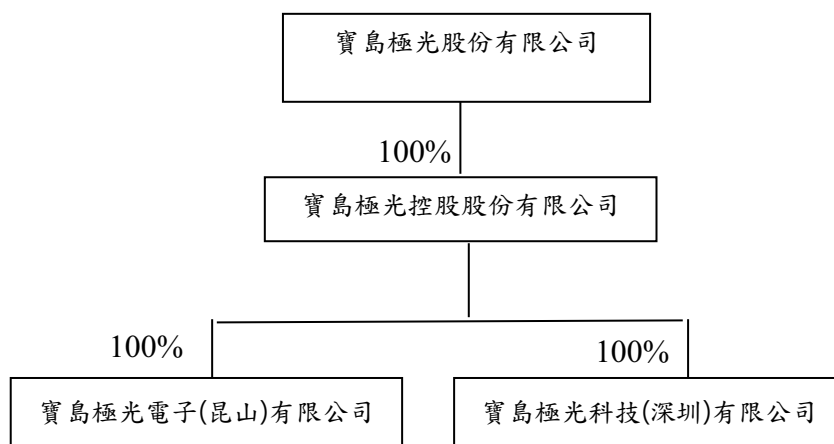 寶島極光股份有限公司
100%
寶島極光控股股份有限公司
100%
100%
寶島極光電子(昆山)有限公司
寶島極光科技(深圳)有限公司